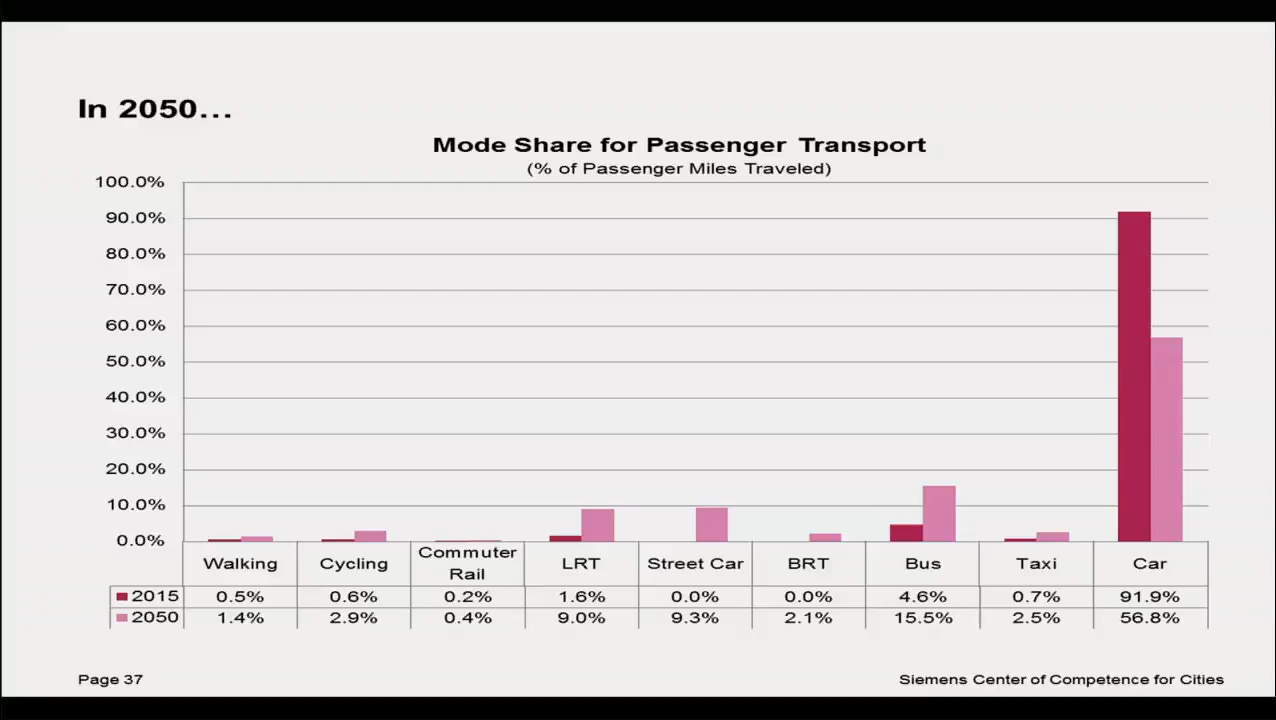 In 2050...
Mode Share for Passenger Transport
(% of Passenger Miles Traveled)
100.0%
90.0%
80.0%
70.0%
60.0%
50.0%
40.0%
30.0%
20.0%
10.0%
0.0%
Walking Cycling Commuter Rail LRT Street Car BRT Bus Taxi Car
2015 0.5% 0.6% 0.2% 1.6% 0.0% 0.0% 4.6% 0.7% 91.9%
2050 1.4% 2.9% 0.4% 9.0% 9.3% 2.1% 15.5% 2.5% 56.8%
Page 37 Siemens Center of Competence for Cities